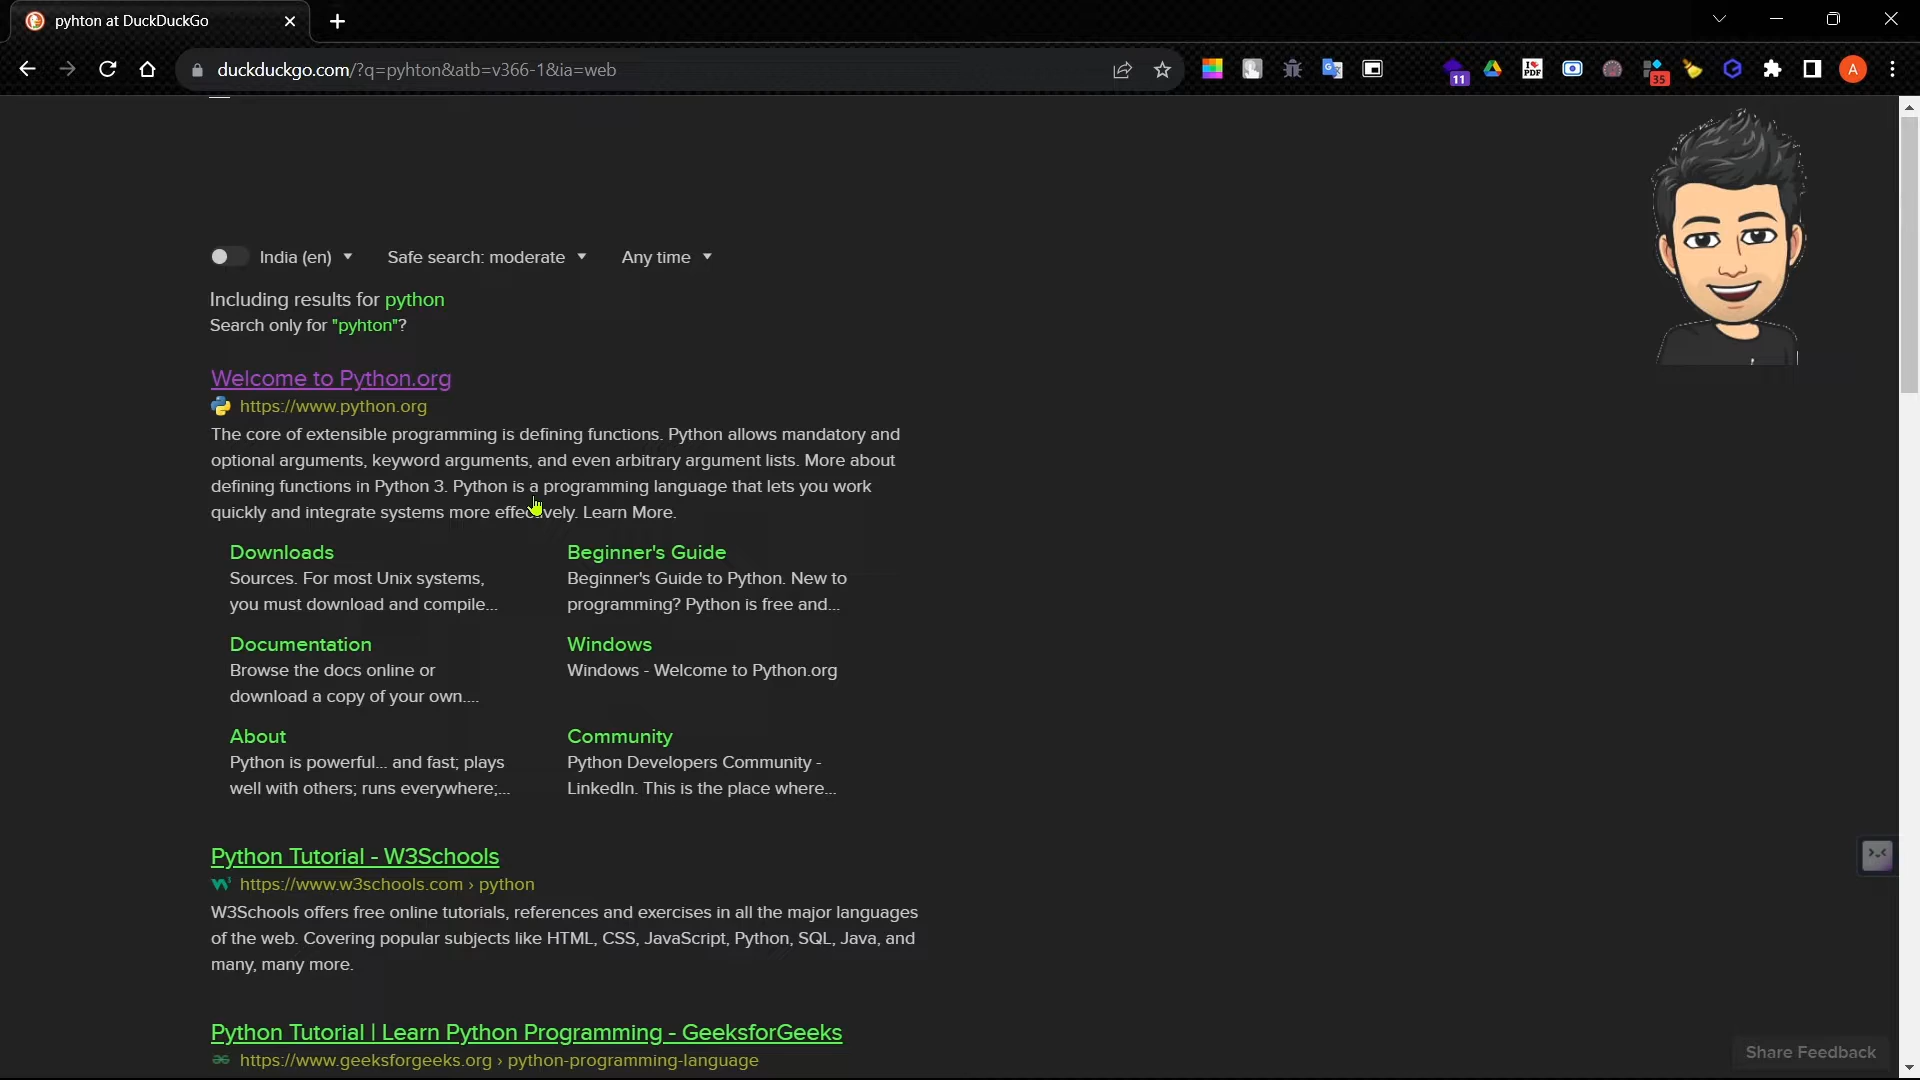 pyhton at DuckDuckGo
duckduckgo.com/?q=pyhton&atb=v366-1&ia=web
11
35
A
India (en)
Safe search: moderate
Any time
Including results for python
Search only for "pyhton"?
Welcome to Python.org
https://www.python.org
The core of extensible programming is defining functions. Python allows mandatory and
optional arguments, keyword arguments, and even arbitrary argument lists. More about
defining functions in Python 3. Python is a programming language that lets you work
quickly and integrate systems more effectively. Learn More.
Downloads
Sources. For most Unix systems,
you must download and compile...
Beginner's Guide
Beginner's Guide to Python. New to
programming? Python is free and...
Documentation
Browse the docs online or
download a copy of your own....
Windows
Windows - Welcome to Python.org
About
Python is powerful... and fast; plays
well with others; runs everywhere;...
Community
Python Developers Community -
LinkedIn. This is the place where...
Python Tutorial - W3Schools
https://www.w3schools.com › python
W3Schools offers free online tutorials, references and exercises in all the major languages
of the web. Covering popular subjects like HTML, CSS, JavaScript, Python, SQL, Java, and
many, many more.
Python Tutorial | Learn Python Programming - GeeksforGeeks
https://www.geeksforgeeks.org › python-programming-language
Share Feedback